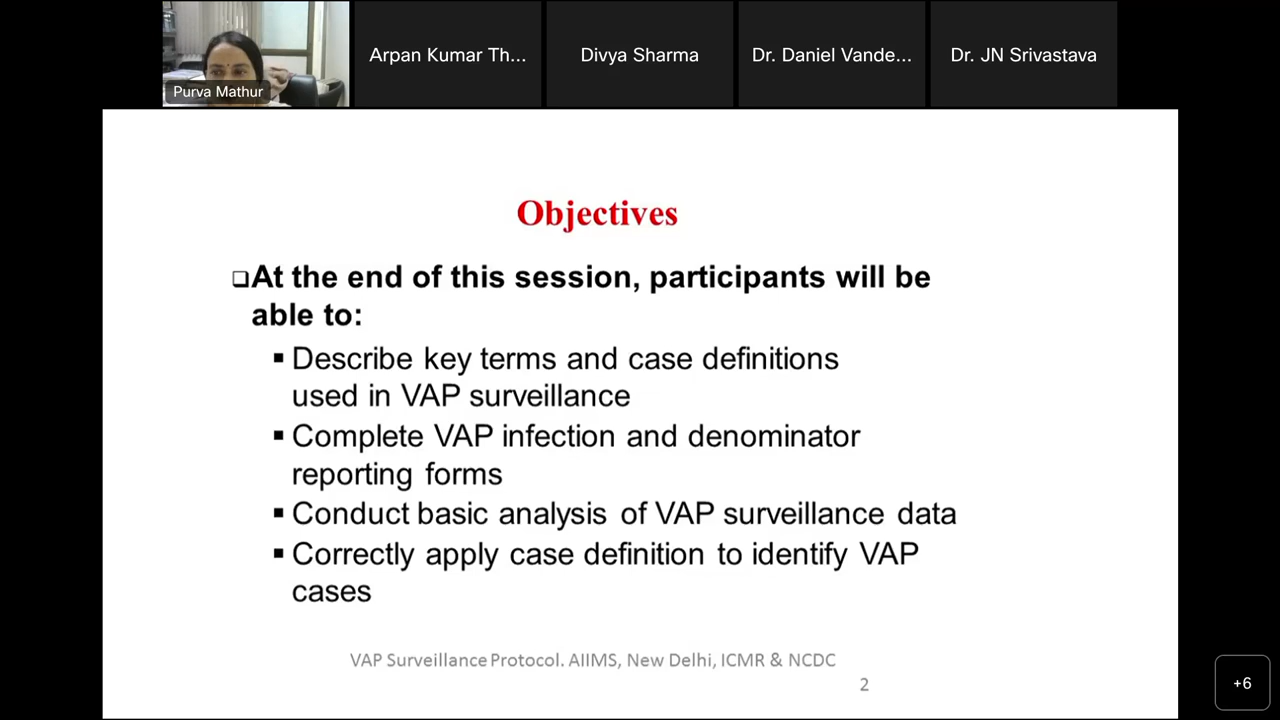 Purva Mathur
Arpan Kumar Th...
Divya Sharma
Dr. Daniel Vande...
Dr. JN Srivastava
Objectives
❑At the end of this session, participants will be
able to:
▪ Describe key terms and case definitions
used in VAP surveillance
▪ Complete VAP infection and denominator
reporting forms
▪ Conduct basic analysis of VAP surveillance data
▪ Correctly apply case definition to identify VAP
cases
VAP Surveillance Protocol. AIIMS, New Delhi, ICMR & NCDC
2
+6